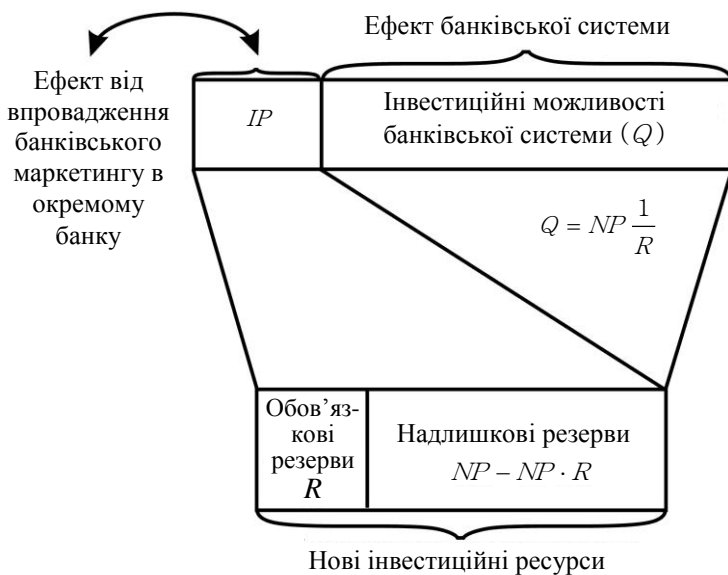 Ефект банківської системи
Ефект від
впровадження
банківського
маркетингу в
окремому
банку
IP
Інвестиційні можливості
банківської системи (Q)
Q = NP 1/R
Обов’яз-
кові
резерви
R
Надлишкові резерви
NP – NP · R
Нові інвестиційні ресурси